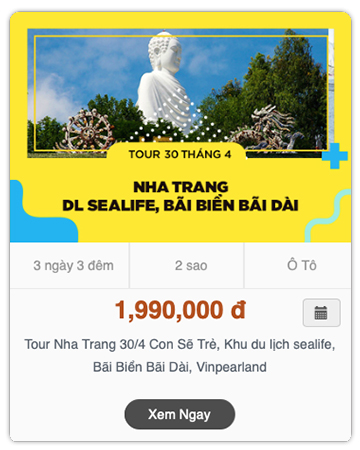 TOUR 30 THÁNG 4
NHA TRANG
DL SEALIFE, BÃI BIỂN BÃI DÀI
3 ngày 3 đêm
2 sao
Ô Tô
1,990,000 đ
Tour Nha Trang 30/4 Con Sẽ Trẻ, Khu du lịch sealife,
Bãi Biển Bãi Dài, Vinpearland
Xem Ngay